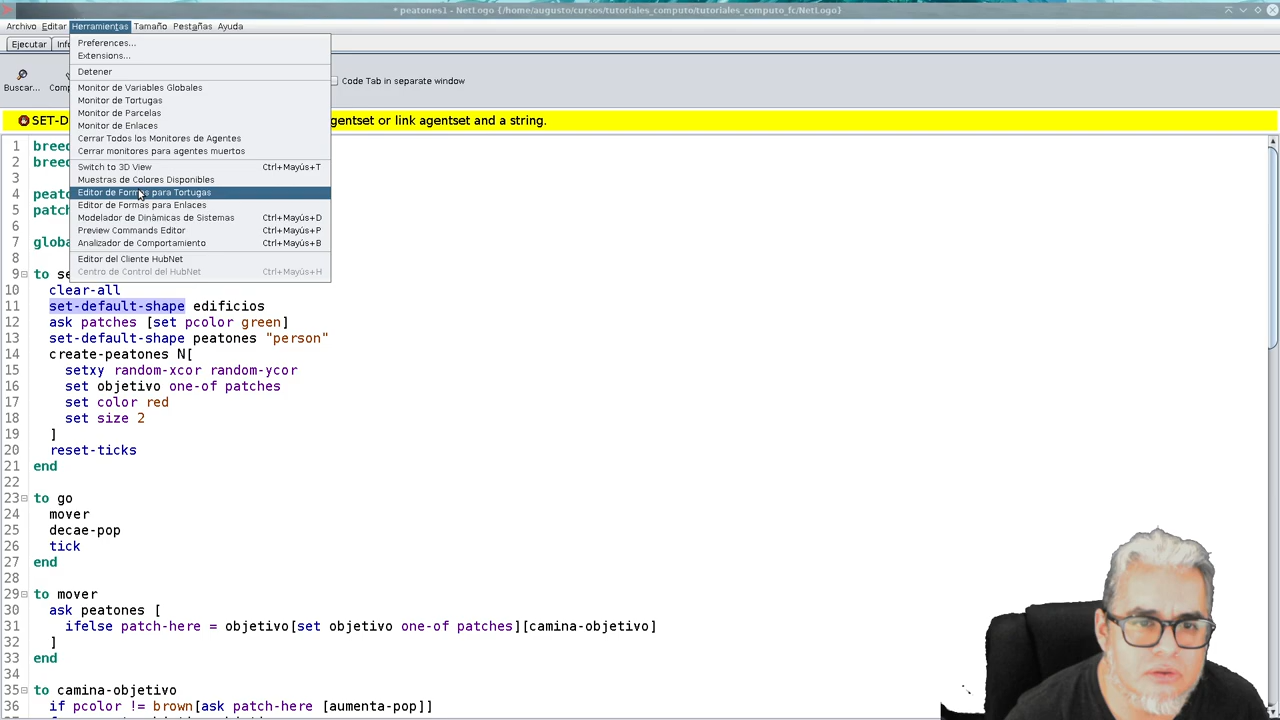 * peatones1 - NetLogo {/home/augusto/cursos/tutoriales_computo/tutoriales_computo_fc/NetLogo}
Archivo Editar Herramientas Tamaño Pestañas Ayuda
Ejecutar
Preferences...
Extensions...
Detener
Monitor de Variables Globales
Monitor de Tortugas
Monitor de Parcelas
Monitor de Enlaces
Cerrar Todos los Monitores de Agentes
Cerrar monitores para agentes muertos
Switch to 3D View Ctrl+Mayús+T
Muestras de Colores Disponibles
Editor de Formas para Tortugas
Editor de Formas para Enlaces
Modelador de Dinàmicas de Sistemas Ctrl+Mayús+D
Preview Commands Editor Ctrl+Mayús+P
Analizador de Comportamiento Ctrl+Mayús+B
Editor del Cliente HubNet
Centro de Control del HubNet Ctrl+Mayús+H
Buscar...
Code Tab in separate window
SET-D gentset or link agentset and a string.
1 breed
2 breed
3
4 peato
5 patch
6
7 globa
8
9 to se
10 clear-all
11 set-default-shape edificios
12 ask patches [set pcolor green]
13 set-default-shape peatones "person"
14 create-peatones N[
15 setxy random-xcor random-ycor
16 set objetivo one-of patches
17 set color red
18 set size 2
19 ]
20 reset-ticks
21 end
22
23 to go
24 mover
25 decae-pop
26 tick
27 end
28
29 to mover
30 ask peatones [
31 ifelse patch-here = objetivo[set objetivo one-of patches][camina-objetivo]
32 ]
33 end
34
35 to camina-objetivo
36 if pcolor != brown[ask patch-here [aumenta-pop]]